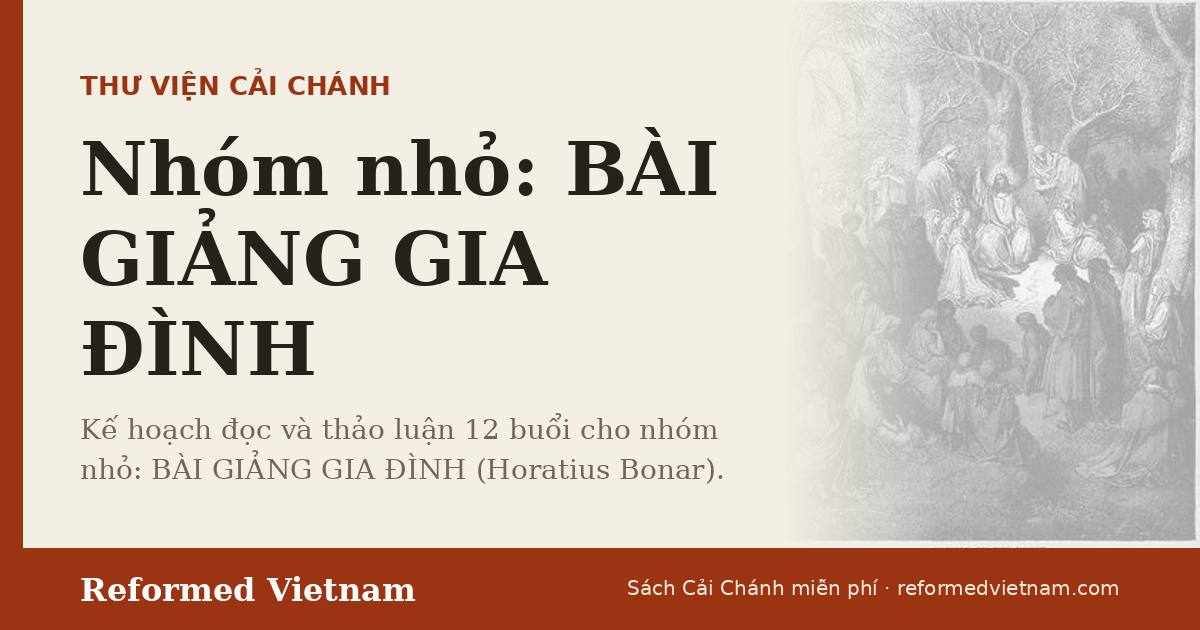 THƯ VIỆN CẢI CHÁNH
Nhóm nhỏ: BÀI
GIẢNG GIA
ĐÌNH
Kế hoạch đọc và thảo luận 12 buổi cho nhóm
nhỏ: BÀI GIẢNG GIA ĐÌNH (Horatius Bonar).
Reformed Vietnam
Sách Cải Chánh miễn phí · reformedvietnam.com